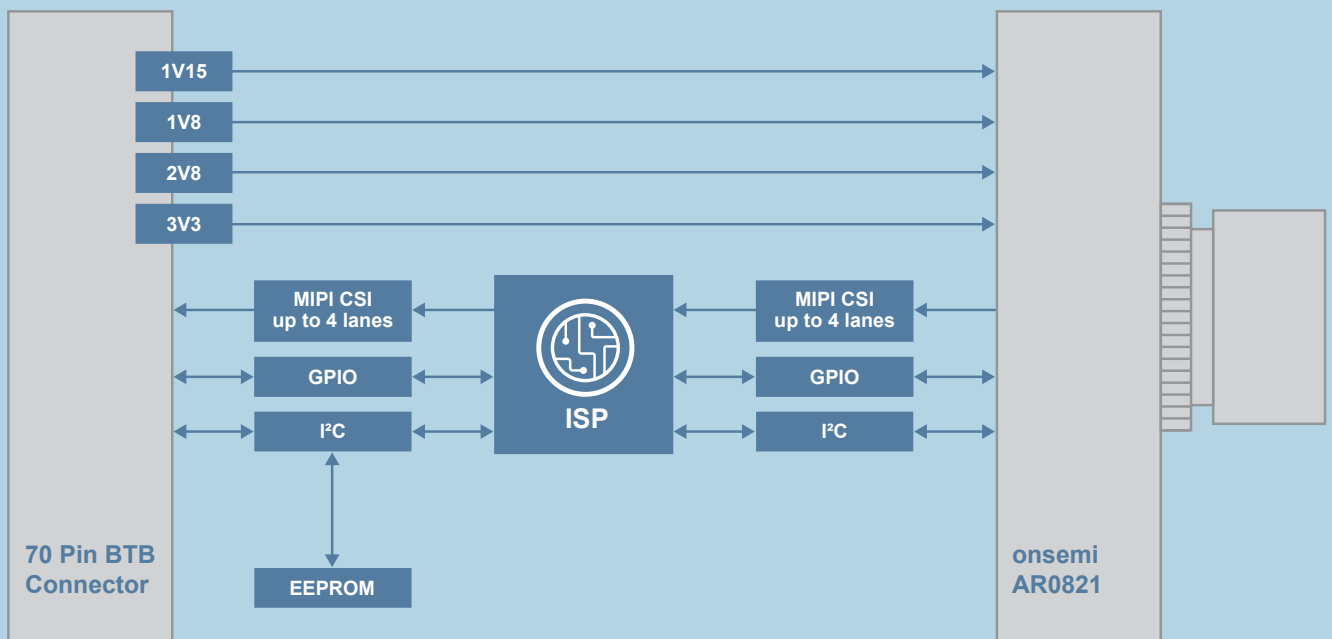 1V15
1V8
2V8
3V3
MIPI CSI
up to 4 lanes
GPIO
I²C
ISP
MIPI CSI
up to 4 lanes
GPIO
I²C
EEPROM
70 Pin BTB
Connector
onsemi
AR0821